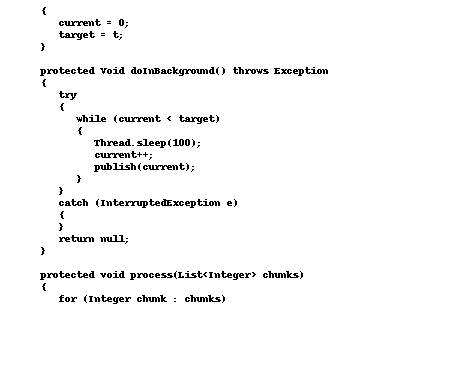 {
current = 0;
target = t;
}
protected Void doInBackground() throws Exception
{
try
{
while (current < target)
{
Thread.sleep(100);
current++;
publish(current);
}
}
catch (InterruptedException e)
{
}
return null;
}
protected void process(List<Integer> chunks)
{
for (Integer chunk : chunks)